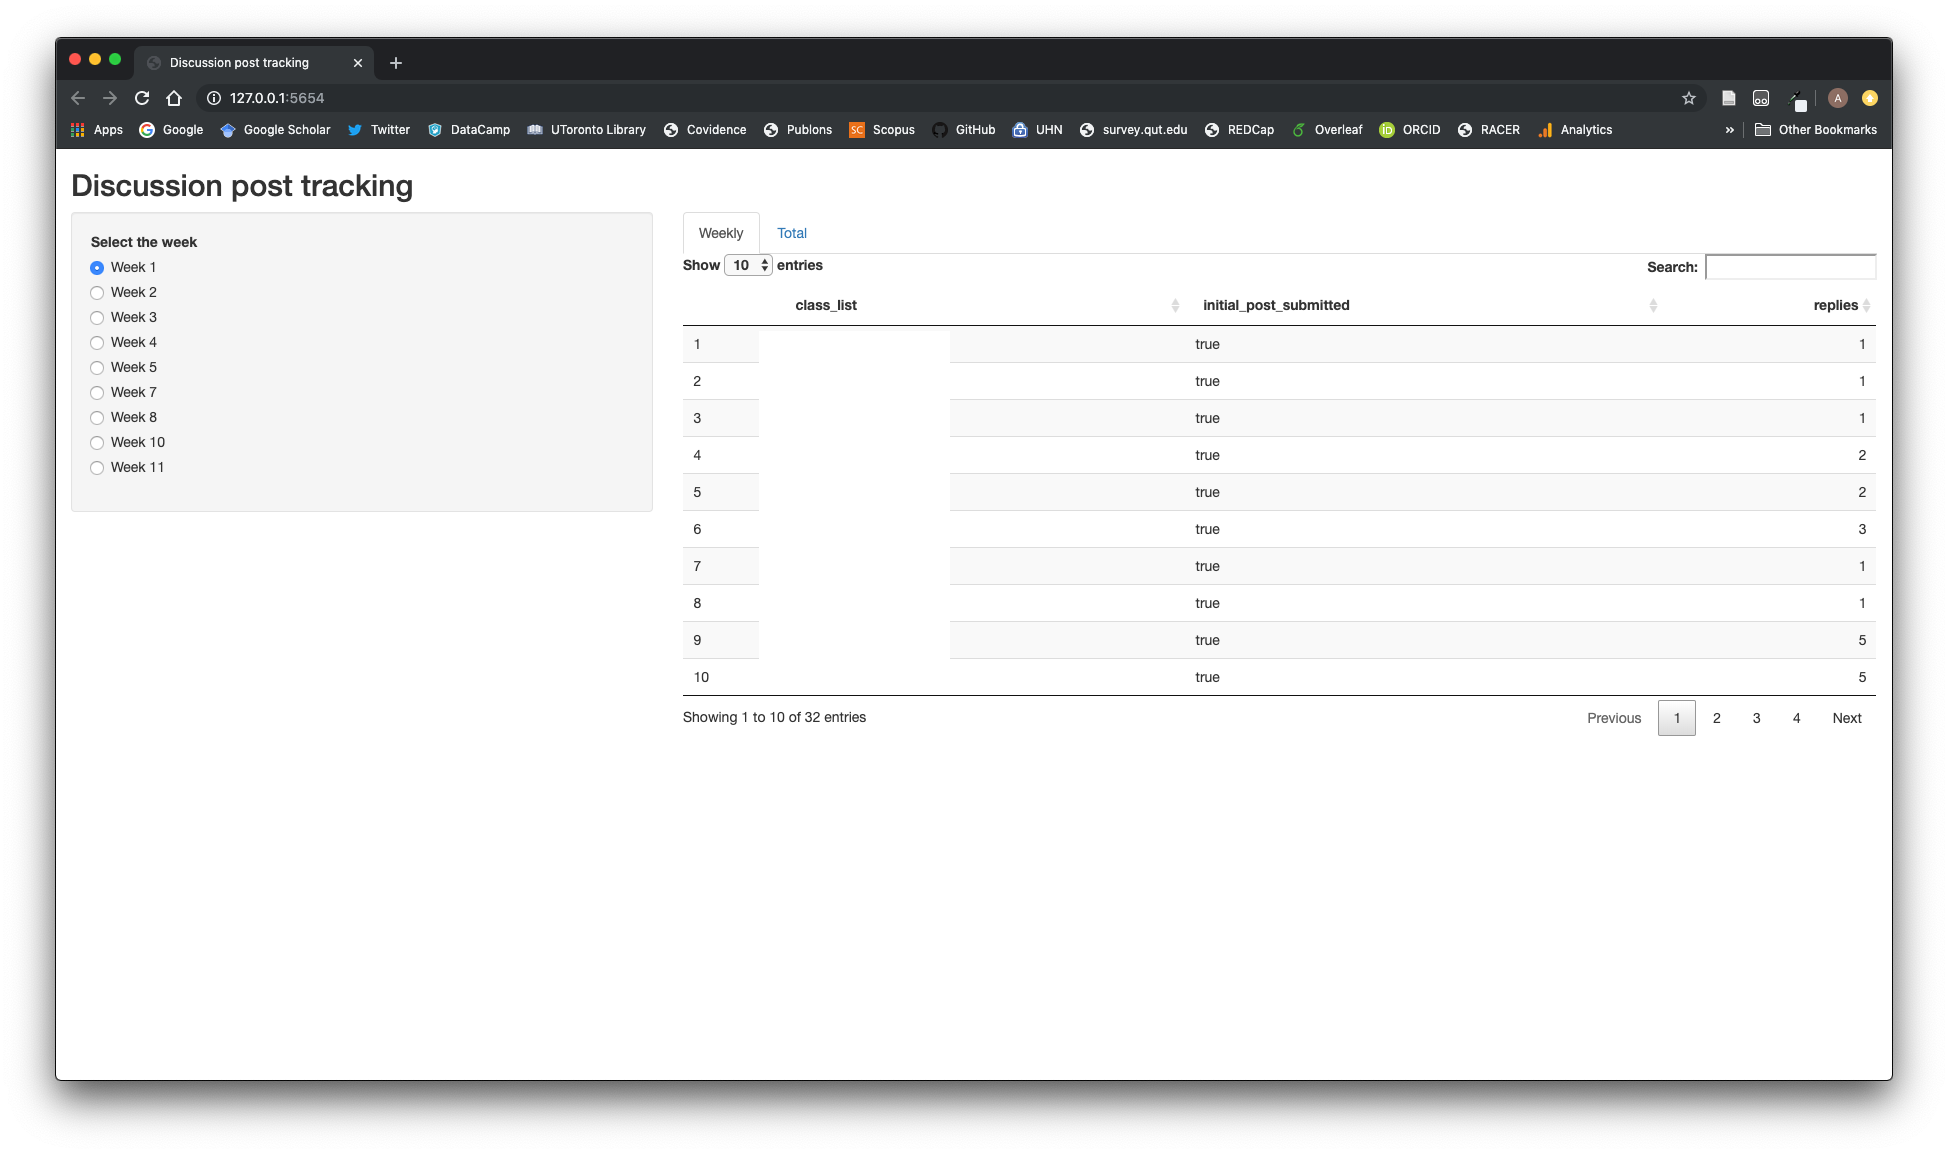 Discussion post tracking
127.0.0.1:5654
A
Apps Google Google Scholar Twitter DataCamp UToronto Library Covidence Publons SC Scopus GitHub UHN survey.qut.edu REDCap Overleaf iD ORCID RACER Analytics » Other Bookmarks
Discussion post tracking
Select the week
Week 1
Week 2
Week 3
Week 4
Week 5
Week 7
Week 8
Week 10
Week 11
Weekly Total
Show 10 entries Search:
class_list initial_post_submitted replies
1 true 1
2 true 1
3 true 1
4 true 2
5 true 2
6 true 3
7 true 1
8 true 1
9 true 5
10 true 5
Showing 1 to 10 of 32 entries Previous 1 2 3 4 Next